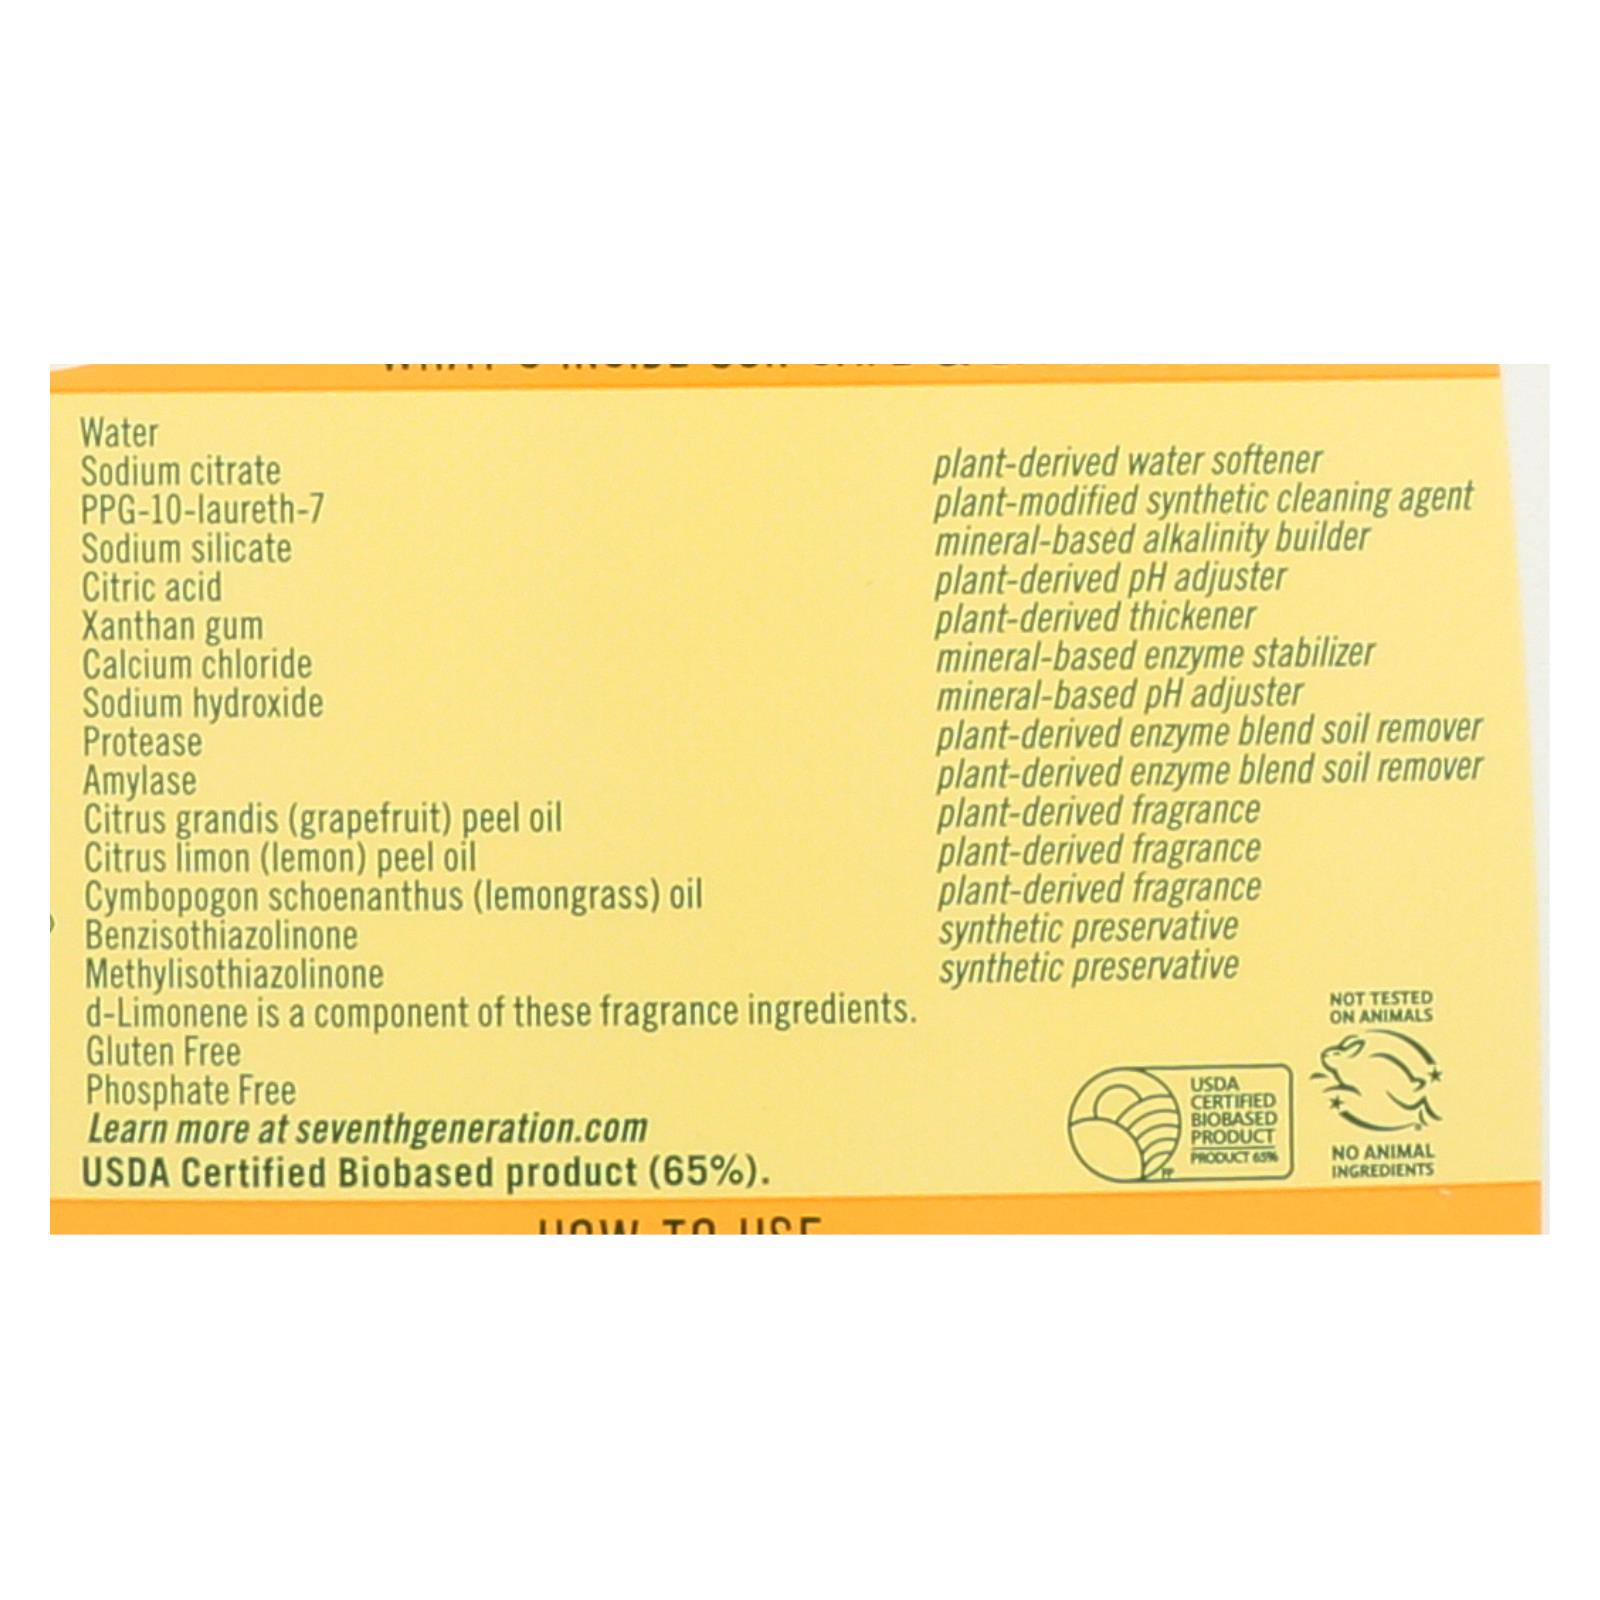 Water
Sodium citrate plant-derived water softener
PPG-10-laureth-7 plant-modified synthetic cleaning agent
Sodium silicate mineral-based alkalinity builder
Citric acid plant-derived pH adjuster
Xanthan gum plant-derived thickener
Calcium chloride mineral-based enzyme stabilizer
Sodium hydroxide mineral-based pH adjuster
Protease plant-derived enzyme blend soil remover
Amylase plant-derived enzyme blend soil remover
Citrus grandis (grapefruit) peel oil plant-derived fragrance
Citrus limon (lemon) peel oil plant-derived fragrance
Cymbopogon schoenanthus (lemongrass) oil plant-derived fragrance
Benzisothiazolinone synthetic preservative
Methylisothiazolinone synthetic preservative
d-Limonene is a component of these fragrance ingredients.
Gluten Free
Phosphate Free
Learn more at seventhgeneration.com
USDA Certified Biobased product (65%).
USDA
CERTIFIED
BIOBASED
PRODUCT
PRODUCT 65%
FP
NOT TESTED
ON ANIMALS
NO ANIMAL
INGREDIENTS
HOW TO USE